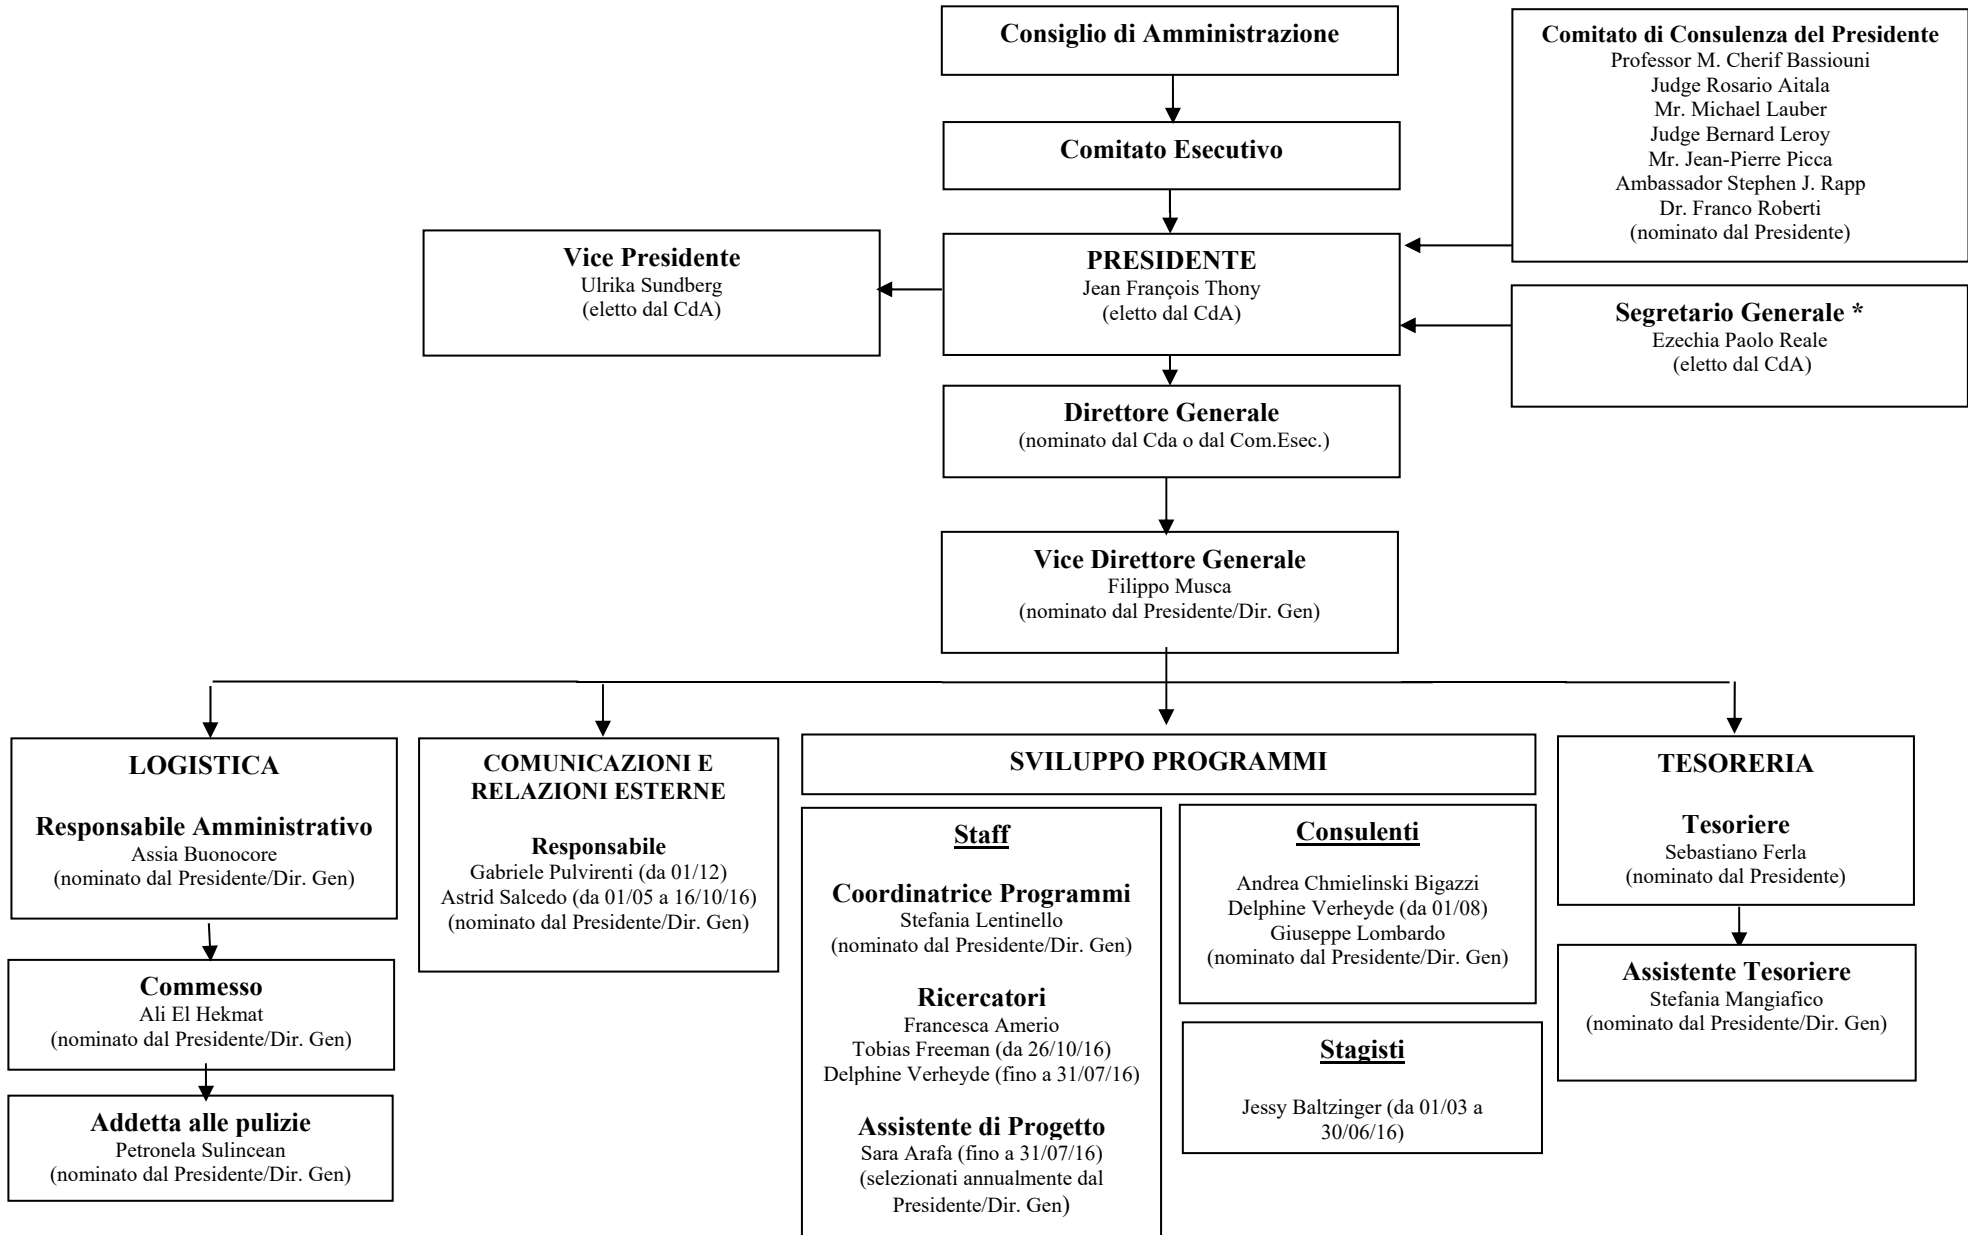 Consiglio di Amministrazione
Comitato di Consulenza del Presidente
Professor M. Cherif Bassiouni
Judge Rosario Aitala
Mr. Michael Lauber
Judge Bernard Leroy
Mr. Jean-Pierre Picca
Ambassador Stephen J. Rapp
Dr. Franco Roberti
(nominato dal Presidente)
Comitato Esecutivo
Vice Presidente
Ulrika Sundberg
(eletto dal CdA)
PRESIDENTE
Jean François Thony
(eletto dal CdA)
Segretario Generale *
Ezechia Paolo Reale
(eletto dal CdA)
Direttore Generale
(nominato dal Cda o dal Com.Esec.)
Vice Direttore Generale
Filippo Musca
(nominato dal Presidente/Dir. Gen)
LOGISTICA
Responsabile Amministrativo
Assia Buonocore
(nominato dal Presidente/Dir. Gen)
Commesso
Ali El Hekmat
(nominato dal Presidente/Dir. Gen)
Addetta alle pulizie
Petronela Sulincean
(nominato dal Presidente/Dir. Gen)
COMUNICAZIONI E
RELAZIONI ESTERNE
Responsabile
Gabriele Pulvirenti (da 01/12)
Astrid Salcedo (da 01/05 a 16/10/16)
(nominato dal Presidente/Dir. Gen)
SVILUPPO PROGRAMMI
Staff
Coordinatrice Programmi
Stefania Lentinello
(nominato dal Presidente/Dir. Gen)
Ricercatori
Francesca Amerio
Tobias Freeman (da 26/10/16)
Delphine Verheyde (fino a 31/07/16)
Assistente di Progetto
Sara Arafa (fino a 31/07/16)
(selezionati annualmente dal
Presidente/Dir. Gen)
Consulenti
Andrea Chmielinski Bigazzi
Delphine Verheyde (da 01/08)
Giuseppe Lombardo
(nominato dal Presidente/Dir. Gen)
Stagisti
Jessy Baltzinger (da 01/03 a
30/06/16)
TESORERIA
Tesoriere
Sebastiano Ferla
(nominato dal Presidente)
Assistente Tesoriere
Stefania Mangiafico
(nominato dal Presidente/Dir. Gen)